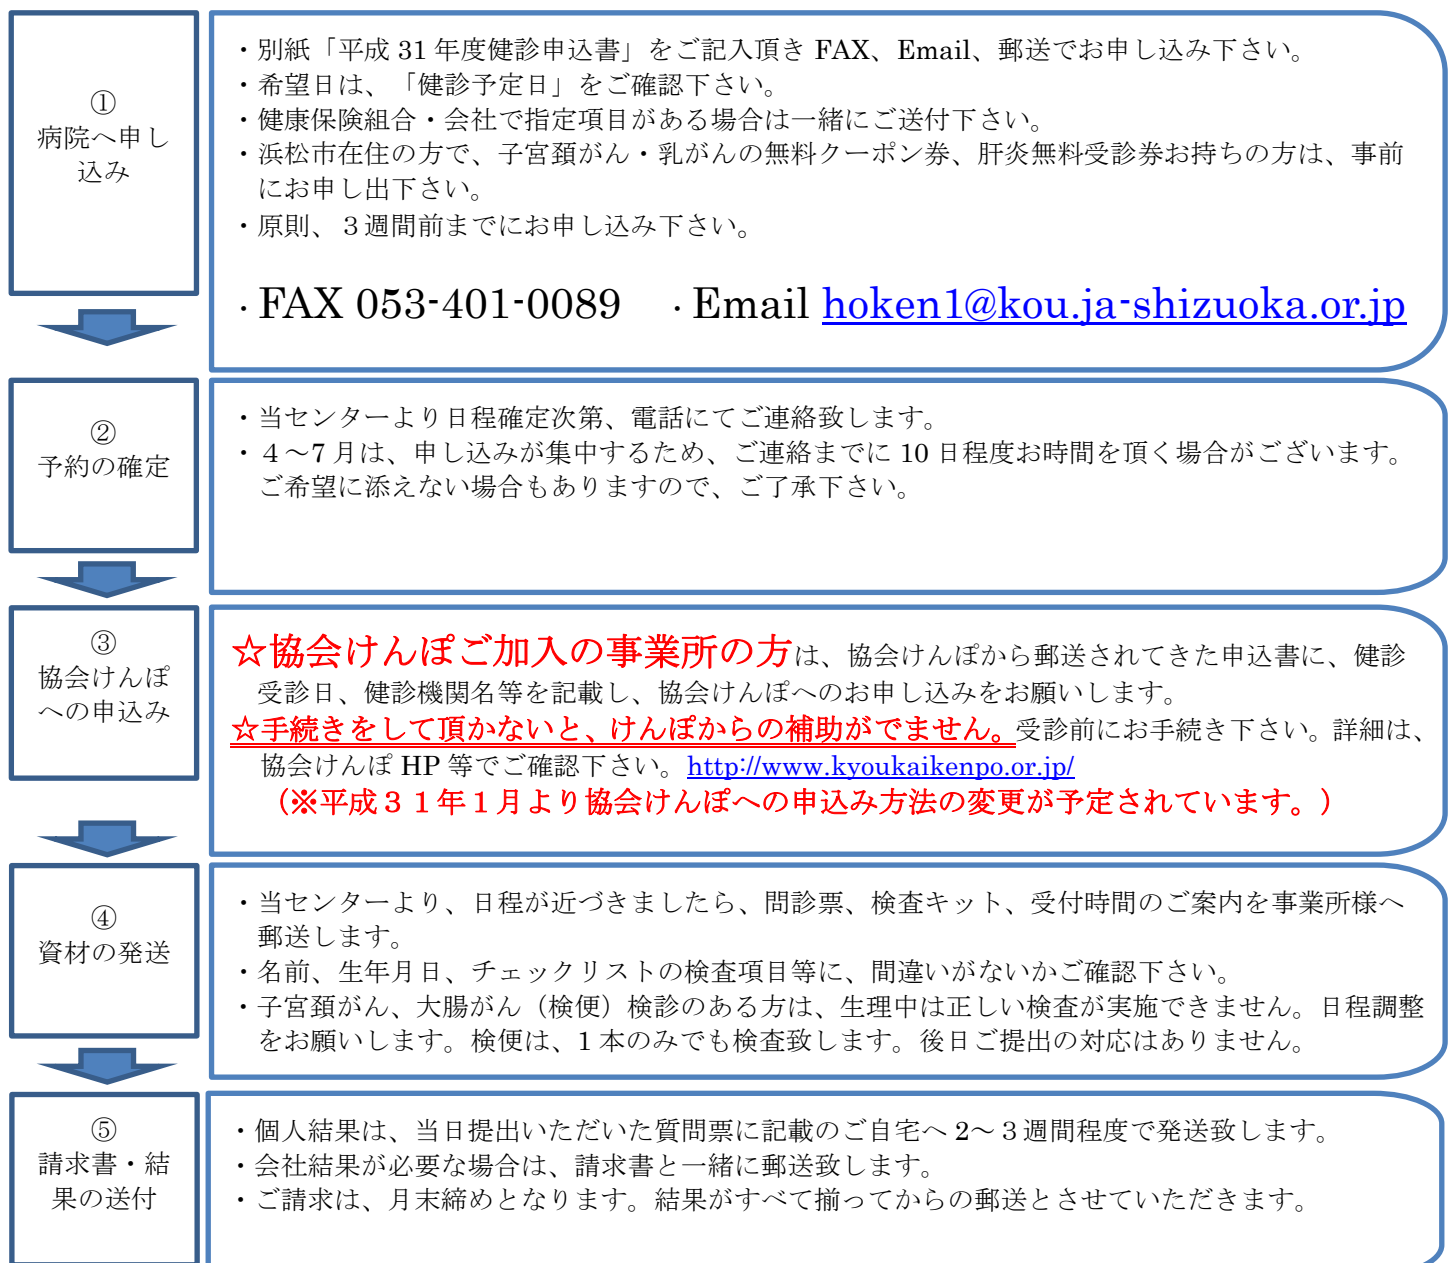 ①
病院へ申し
込み
・別紙「平成 31 年度健診申込書」をご記入頂き FAX、Email、郵送でお申し込み下さい。
・希望日は、「健診予定日」をご確認下さい。
・健康保険組合・会社で指定項目がある場合は一緒にご送付下さい。
・浜松市在住の方で、子宮頚がん・乳がんの無料クーポン券、肝炎無料受診券お持ちの方は、事前
にお申し出下さい。
・原則、３週間前までにお申し込み下さい。
・FAX 053-401-0089 ・Email hoken1@kou.ja-shizuoka.or.jp
②
予約の確定
・当センターより日程確定次第、電話にてご連絡致します。
・４～7 月は、申し込みが集中するため、ご連絡までに 10 日程度お時間を頂く場合がございます。
ご希望に添えない場合もありますので、ご了承下さい。
③
協会けんぽ
への申込み
☆協会けんぽご加入の事業所の方は、協会けんぽから郵送されてきた申込書に、健診
受診日、健診機関名等を記載し、協会けんぽへのお申し込みをお願いします。
☆手続きをして頂かないと、けんぽからの補助がでません。受診前にお手続き下さい。詳細は、
協会けんぽ HP 等でご確認下さい。http://www.kyoukaikenpo.or.jp/
（※平成３１年１月より協会けんぽへの申込み方法の変更が予定されています。）
④
資材の発送
・当センターより、日程が近づきましたら、問診票、検査キット、受付時間のご案内を事業所様へ
郵送します。
・名前、生年月日、チェックリストの検査項目等に、間違いがないかご確認下さい。
・子宮頚がん、大腸がん（検便）検診のある方は、生理中は正しい検査が実施できません。日程調整
をお願いします。検便は、1 本のみでも検査致します。後日ご提出の対応はありません。
⑤
請求書・結
果の送付
・個人結果は、当日提出いただいた質問票に記載のご自宅へ 2～３週間程度で発送致します。
・会社結果が必要な場合は、請求書と一緒に郵送致します。
・ご請求は、月末締めとなります。結果がすべて揃ってからの郵送とさせていただきます。